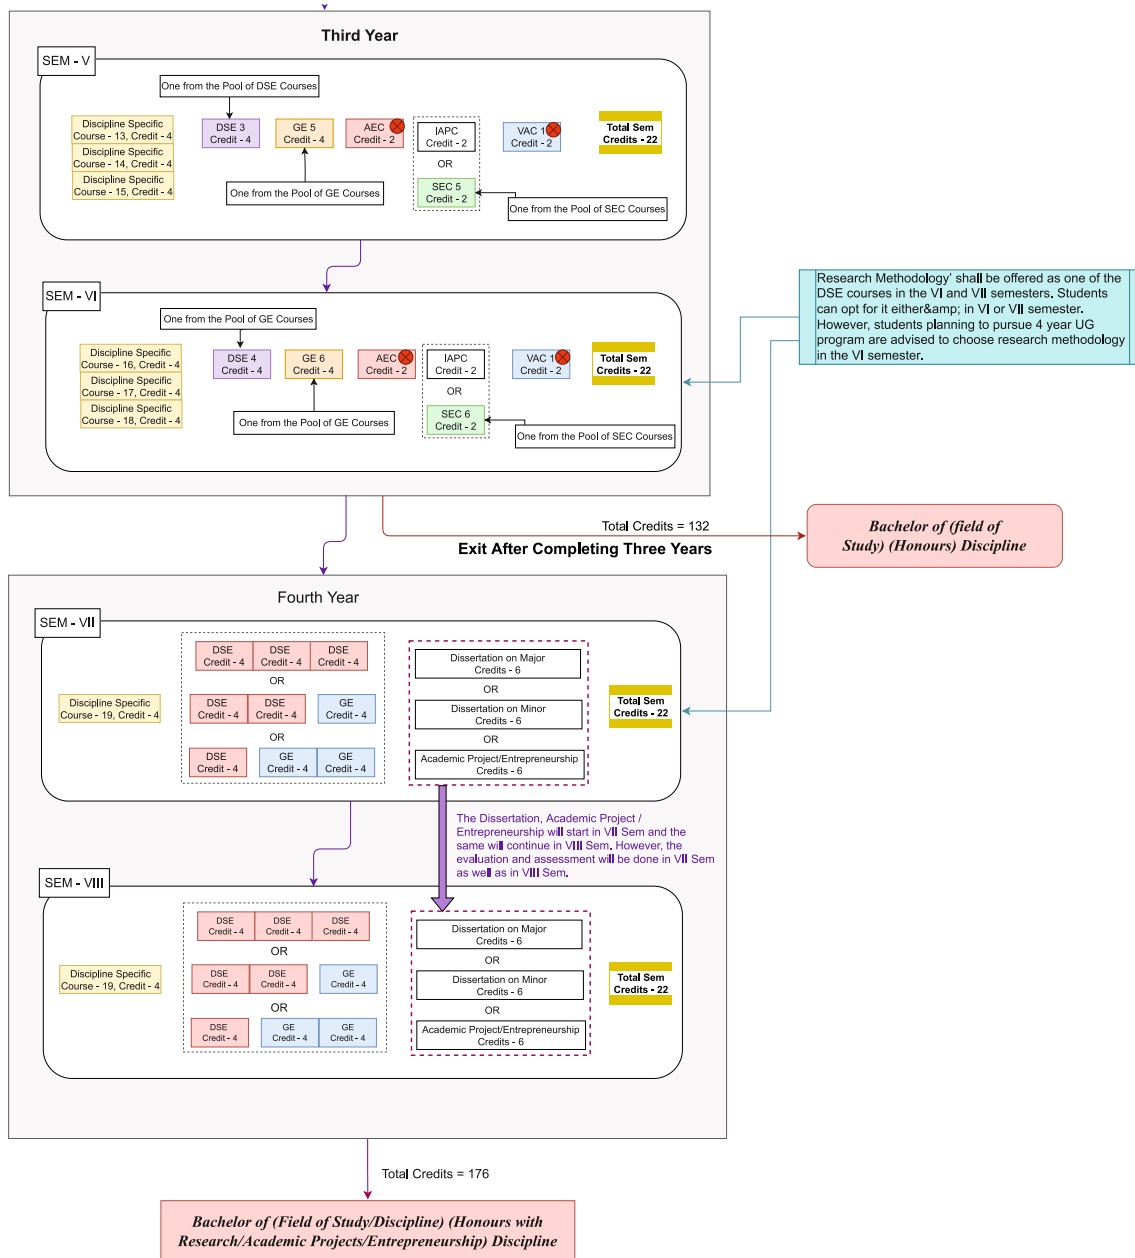 Third Year
SEM - V
One from the Pool of DSE Courses
Discipline Specific
Course - 13, Credit - 4
Discipline Specific
Course - 14, Credit - 4
Discipline Specific
Course - 15, Credit - 4
DSE 3
Credit - 4
GE 5
Credit - 4
AEC
Credit - 2
IAPC
Credit - 2
OR
SEC 5
Credit - 2
VAC 1
Credit - 2
Total Sem
Credits - 22
One from the Pool of GE Courses
One from the Pool of SEC Courses
SEM - VI
One from the Pool of GE Courses
Discipline Specific
Course - 16, Credit - 4
Discipline Specific
Course - 17, Credit - 4
Discipline Specific
Course - 18, Credit - 4
DSE 4
Credit - 4
GE 6
Credit - 4
AEC
Credit - 2
IAPC
Credit - 2
OR
SEC 6
Credit - 2
VAC 1
Credit - 2
Total Sem
Credits - 22
One from the Pool of GE Courses
One from the Pool of SEC Courses
Research Methodology' shall be offered as one of the
DSE courses in the VI and VII semesters. Students
can opt for it either&amp; in VI or VII semester.
However, students planning to pursue 4 year UG
program are advised to choose research methodology
in the VI semester.
Total Credits = 132
Exit After Completing Three Years
Bachelor of (field of
Study) (Honours) Discipline
Fourth Year
SEM - VII
Discipline Specific
Course - 19, Credit - 4
DSE
Credit - 4
DSE
Credit - 4
DSE
Credit - 4
OR
DSE
Credit - 4
DSE
Credit - 4
GE
Credit - 4
OR
DSE
Credit - 4
GE
Credit - 4
GE
Credit - 4
Dissertation on Major
Credits - 6
OR
Dissertation on Minor
Credits - 6
OR
Academic Project/Entrepreneurship
Credits - 6
Total Sem
Credits - 22
The Dissertation, Academic Project /
Entrepreneurship will start in VII Sem and the
same will continue in VIII Sem. However, the
evaluation and assessment will be done in VII Sem
as well as in VIII Sem.
SEM - VIII
Discipline Specific
Course - 19, Credit - 4
DSE
Credit - 4
DSE
Credit - 4
DSE
Credit - 4
OR
DSE
Credit - 4
DSE
Credit - 4
GE
Credit - 4
OR
DSE
Credit - 4
GE
Credit - 4
GE
Credit - 4
Dissertation on Major
Credits - 6
OR
Dissertation on Minor
Credits - 6
OR
Academic Project/Entrepreneurship
Credits - 6
Total Sem
Credits - 22
Total Credits = 176
Bachelor of (Field of Study/Discipline) (Honours with
Research/Academic Projects/Entrepreneurship) Discipline